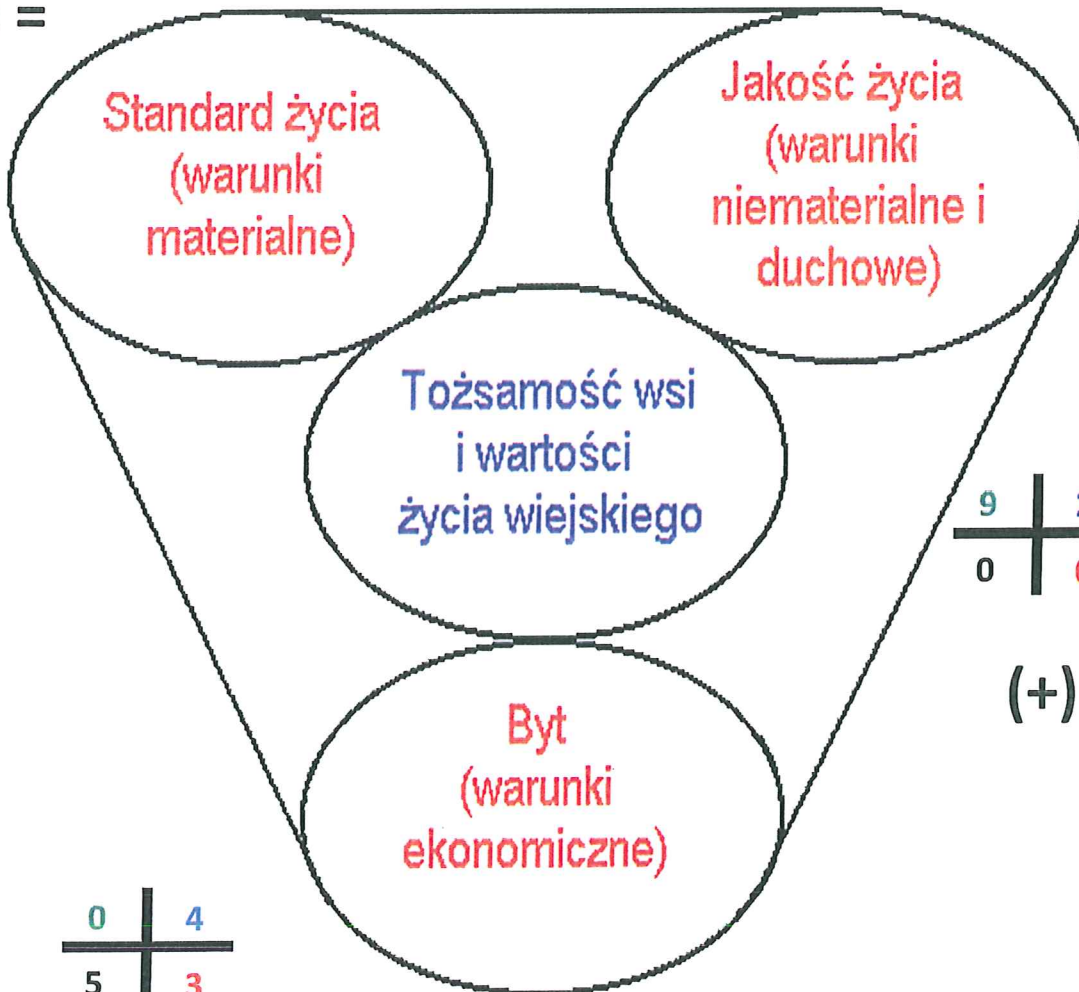 =
Standard życia
(warunki
materialne)
Jakość życia
(warunki
niematerialne i
duchowe)
Tożsamość wsi
i wartości
życia wiejskiego
9
0
(+)
Byt
(warunki
ekonomiczne)
0 4
5 3